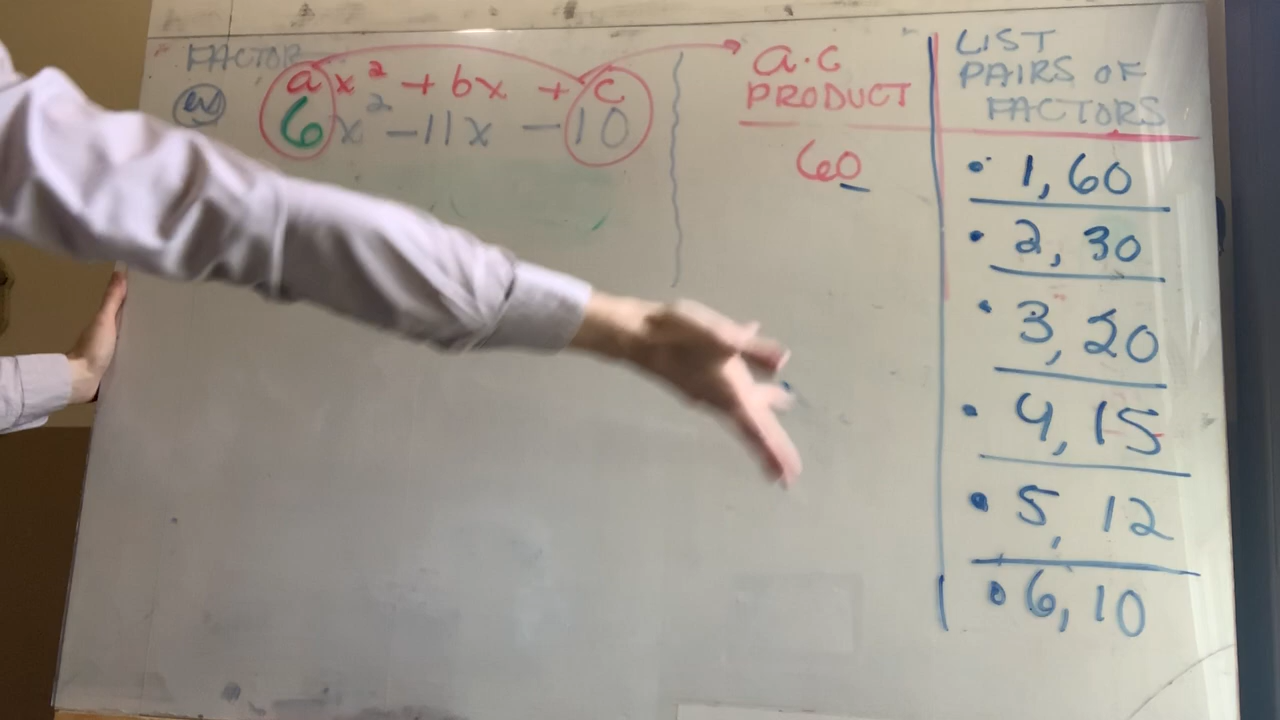 FACTOR
ax² + bx + c
ex 6x² - 11x - 10
a·c
PRODUCT
60
LIST
PAIRS OF
FACTORS
• 1, 60
• 2, 30
• 3, 20
• 4, 15
• 5, 12
• 6, 10